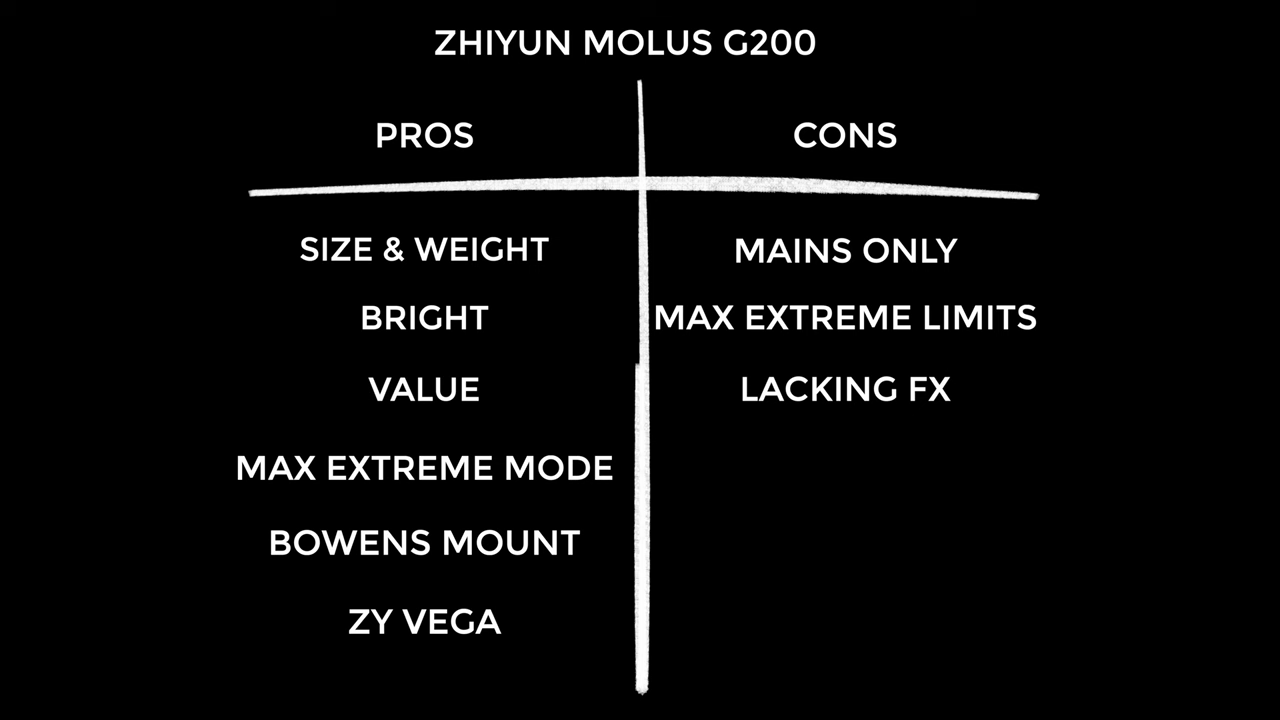 ZHIYUN MOLUS G200
PROS
CONS
SIZE & WEIGHT
BRIGHT
VALUE
MAX EXTREME MODE
BOWENS MOUNT
ZY VEGA
MAINS ONLY
MAX EXTREME LIMITS
LACKING FX